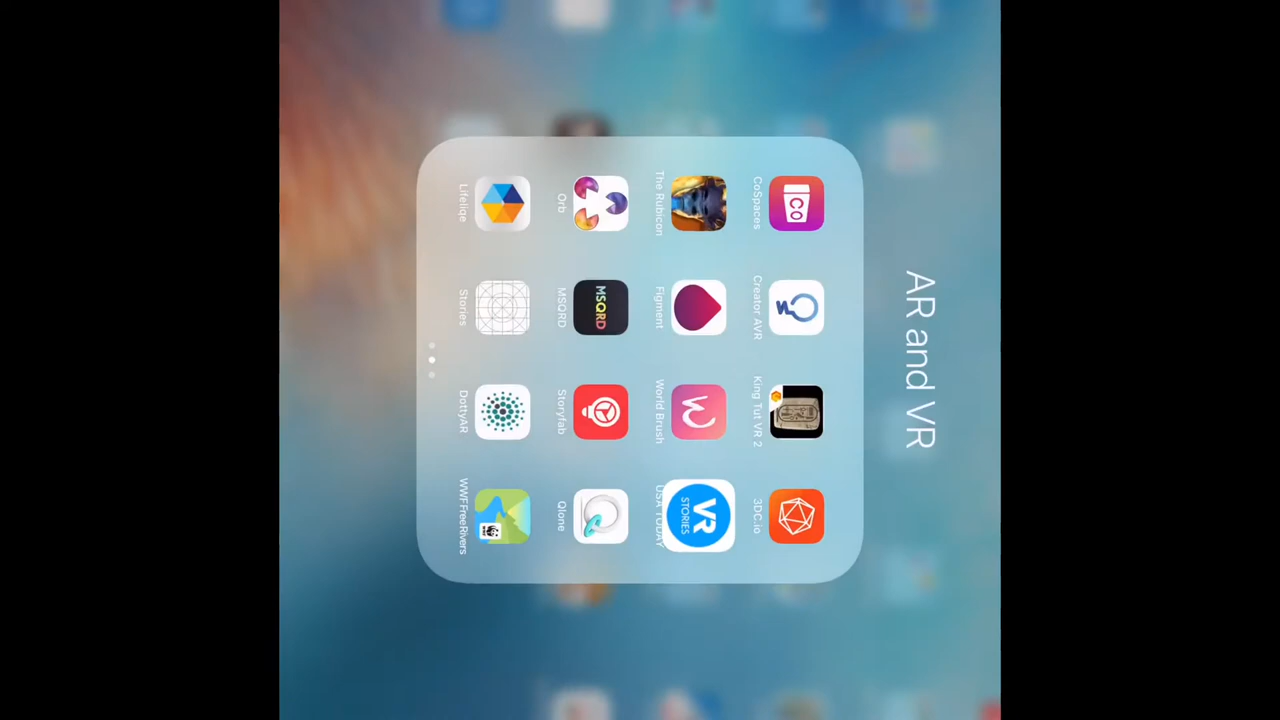 AR and VR
CO
CoSpaces
Creator AVR
King Tut VR 2
3DC.io
The Rubicon
Figment
World Brush
VR
STORIES
USA TODAY
Orb
MSQRD
MSQRD
Storyfab
Qlone
Lifeliqe
Stories
DottyAR
WWF
WWFFreeRivers